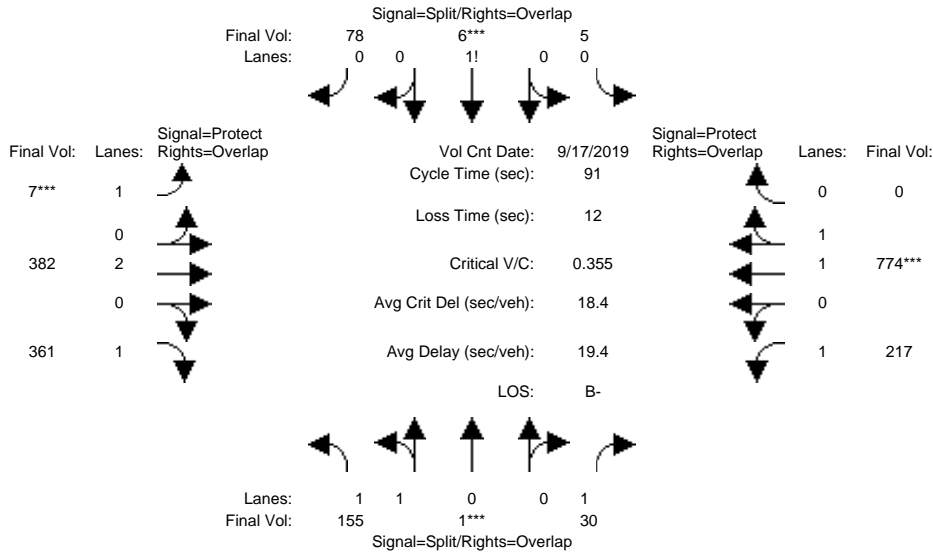 Signal=Split/Rights=Overlap
Final Vol: 78 6*** 5
Lanes: 0 0 1! 0 0
Signal=Protect Signal=Protect
Final Vol: Lanes: Rights=Overlap Vol Cnt Date: 9/17/2019 Rights=Overlap Lanes: Final Vol:
Cycle Time (sec): 91
7*** 1 0 0
Loss Time (sec): 12
0 1
382 2 Critical V/C: 0.355 1 774***
0 Avg Crit Del (sec/veh): 18.4 0
361 1 Avg Delay (sec/veh): 19.4 1 217
LOS: B-
Lanes: 1 1 0 0 1
Final Vol: 155 1*** 30
Signal=Split/Rights=Overlap